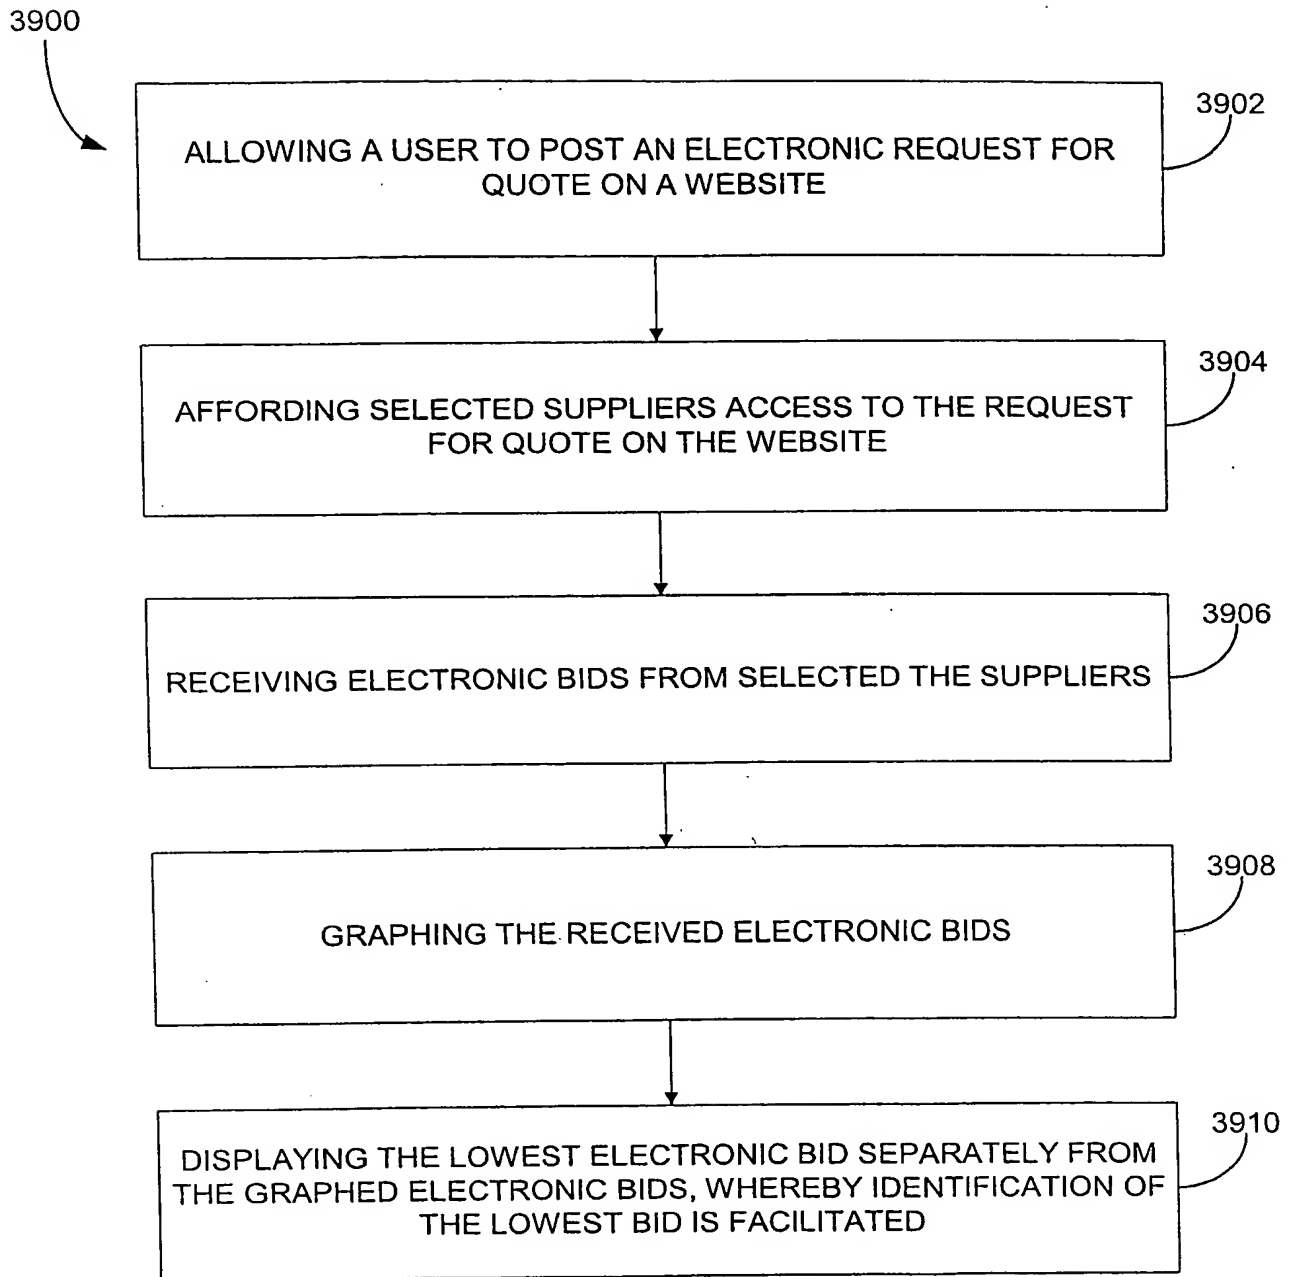 3900
3902
ALLOWING A USER TO POST AN ELECTRONIC REQUEST FOR
QUOTE ON A WEBSITE
3904
AFFORDING SELECTED SUPPLIERS ACCESS TO THE REQUEST
FOR QUOTE ON THE WEBSITE
3906
RECEIVING ELECTRONIC BIDS FROM SELECTED THE SUPPLIERS
3908
GRAPHING THE RECEIVED ELECTRONIC BIDS
3910
DISPLAYING THE LOWEST ELECTRONIC BID SEPARATELY FROM
THE GRAPHED ELECTRONIC BIDS, WHEREBY IDENTIFICATION OF
THE LOWEST BID IS FACILITATED